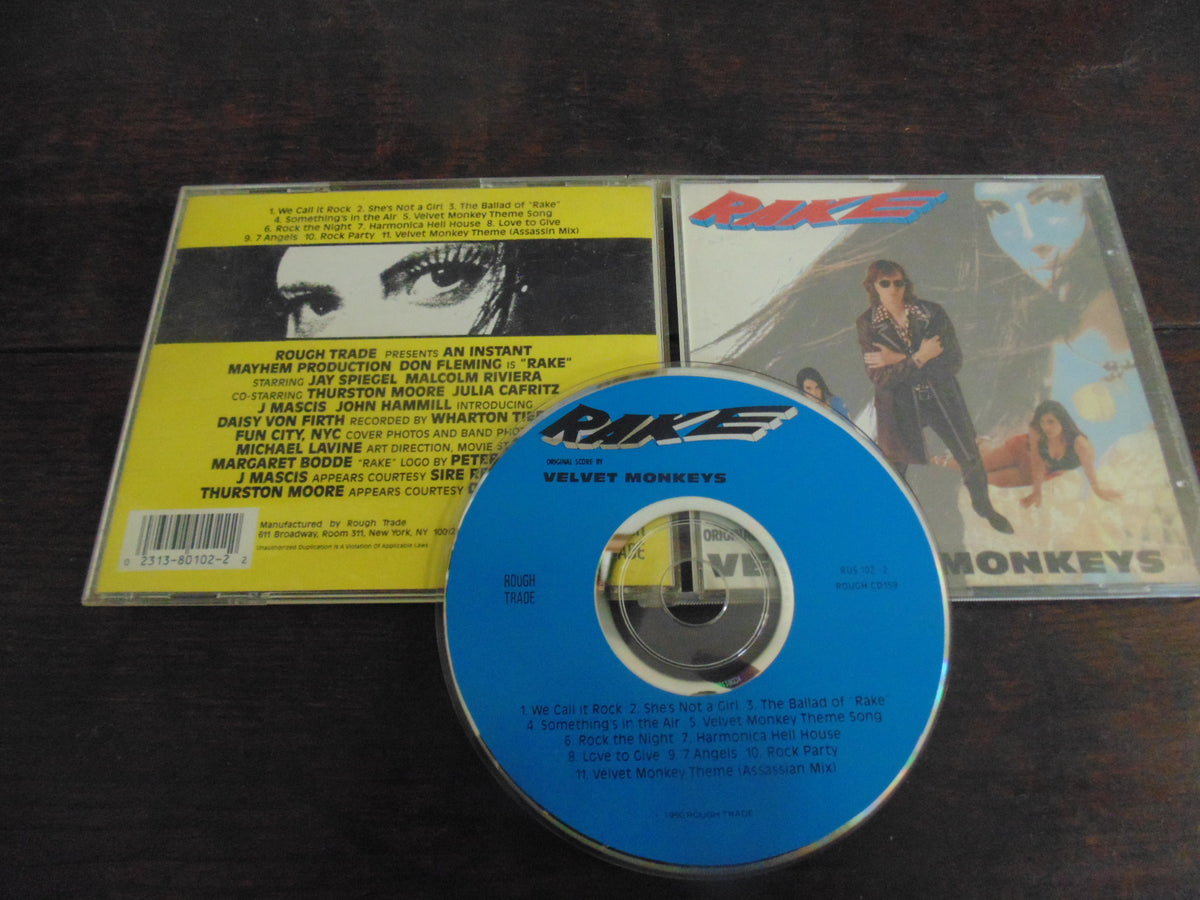 1. We Call it Rock 2. She's Not a Girl 3. The Ballad of "Rake"
4. Something's in the Air 5. Velvet Monkey Theme Song
6. Rock the Night 7. Harmonica Hell House 8. Love to Give
9. 7 Angels 10. Rock Party 11. Velvet Monkey Theme (Assassin Mix)
ROUGH TRADE PRESENTS AN INSTANT
MAYHEM PRODUCTION DON FLEMING IS "RAKE"
STARRING JAY SPIEGEL MALCOLM RIVIERA
CO-STARRING THURSTON MOORE JULIA CAFRITZ
J MASCIS JOHN HAMMILL INTRODUCING
DAISY VON FIRTH RECORDED BY WHARTON
FUN CITY, NYC COVER PHOTOS AND BAND
MICHAEL LAVINE ART DIRECTION, MOVIE
MARGARET BODDE "RAKE" LOGO BY PETER
J MASCIS APPEARS COURTESY SIRE
THURSTON MOORE APPEARS COURTESY
0 2313-80102-2 2
Manufactured by Rough Trade
611 Broadway, Room 311, New York, NY 10012
Unauthorized Duplication Is A Violation Of Applicable Laws
RAKE
MONKEYS
RAKE
ORIGINAL SCORE BY
VELVET MONKEYS
ROUGH
TRADE
RUS 102-2
ROUGH CD159
1. We Call it Rock 2. She's Not a Girl 3. The Ballad of "Rake"
4. Something's in the Air 5. Velvet Monkey Theme Song
6. Rock the Night 7. Harmonica Hell House
8. Love to Give 9. 7 Angels 10. Rock Party
11. Velvet Monkey Theme (Assassian Mix)
1990 ROUGH TRADE